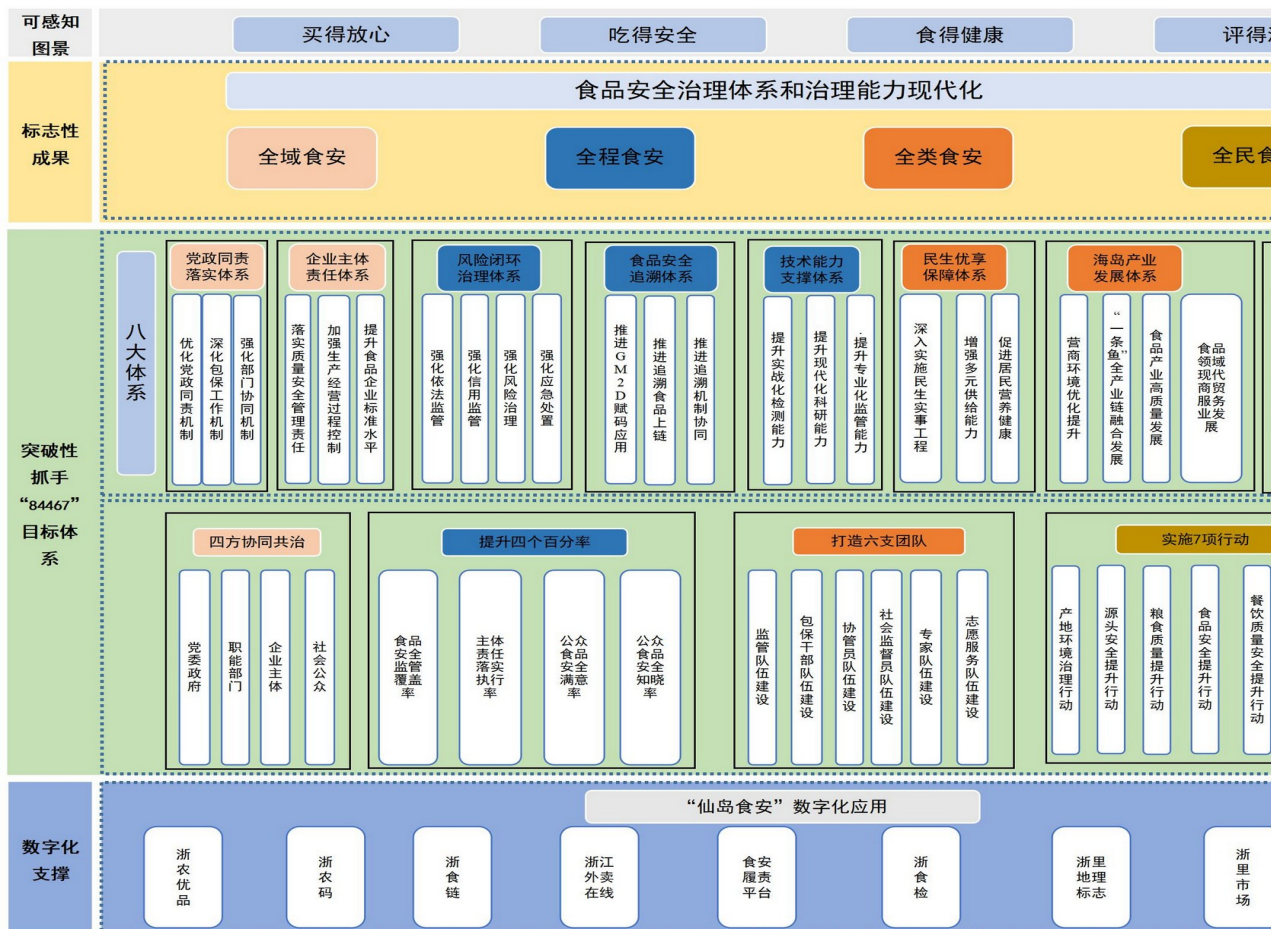 可感知
图景
买得放心
吃得安全
食得健康
评得
标志性
成果
食品安全治理体系和治理能力现代化
全域食安
全程食安
全类食安
全民食
突破性
抓手
“84467”
目标体
系
八大体系
党政同责
落实体系
优化党政同责机制
深化包保工作机制
强化部门协同机制
企业主体
责任体系
落实质量安全管理责任
加强生产经营过程控制
提升食品企业标准水平
风险闭环
治理体系
强化依法监管
强化信用监管
强化风险治理
强化应急处置
食品安全
追溯体系
推进GM2D赋码应用
推进追溯食品上链
推进追溯机制协同
技术能力
支撑体系
提升实战化检测能力
提升现代化科研能力
·提升专业化监管能力
民生优享
保障体系
深入实施民生实事工程
增强多元供给能力
促进居民营养健康
海岛产业
发展体系
营商环境优化提升
“一条鱼”全产业链融合发展
食品产业高质量发展
食品
领域
现代
商贸
服务
业发
展
四方协同共治
党委政府
职能部门
企业主体
社会公众
提升四个百分率
食品
安全
监管
覆盖
率
主体
责任
落实
执行
率
公众
食品
安全
满意
率
公众
食品
安全
知晓
率
打造六支团队
监管队伍建设
包保干部队伍建设
协管员队伍建设
社会监督员队伍建设
专家队伍建设
志愿服务队伍建设
实施7项行动
产地环境治理行动
源头安全提升行动
粮食质量提升行动
食品安全提升行动
餐饮质量安全提升行动
数字化
支撑
“仙岛食安”数字化应用
浙农优品
浙农码
浙食链
浙江
外卖
在线
食安
履责
平台
浙食检
浙里
地理
标志
浙里市场